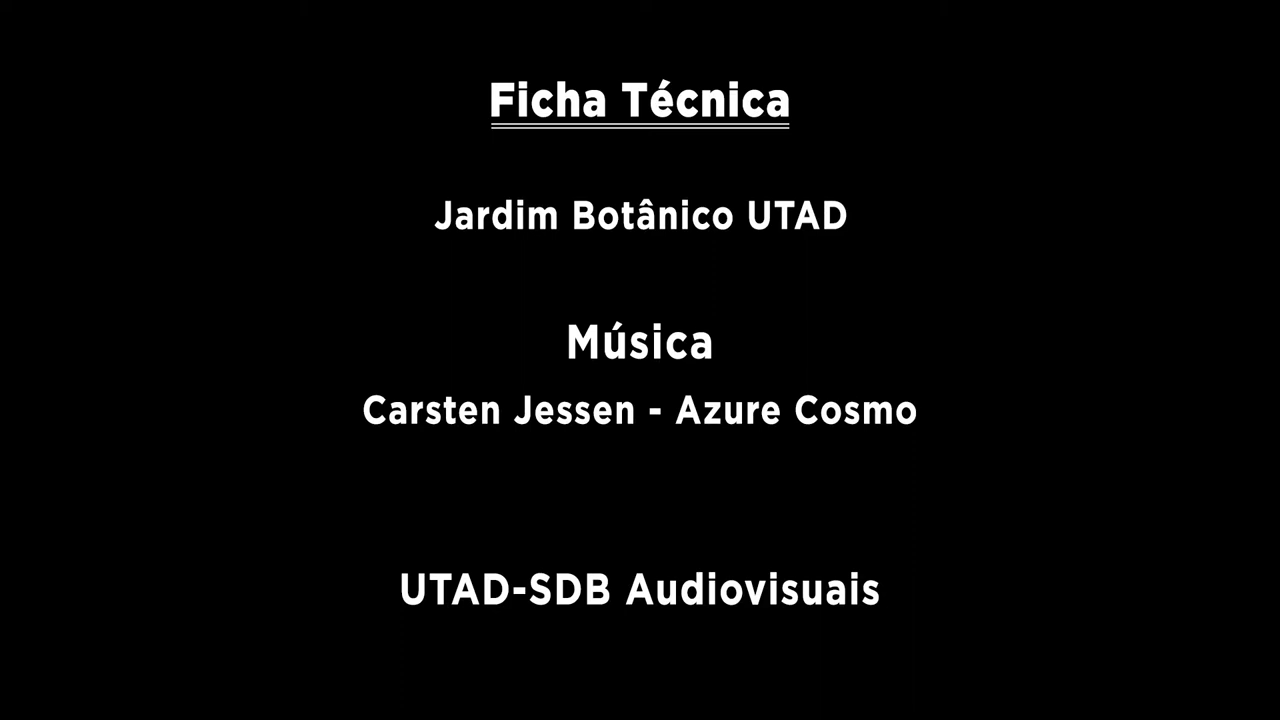 Ficha Técnica
Jardim Botânico UTAD
Música
Carsten Jessen - Azure Cosmo
UTAD-SDB Audiovisuais